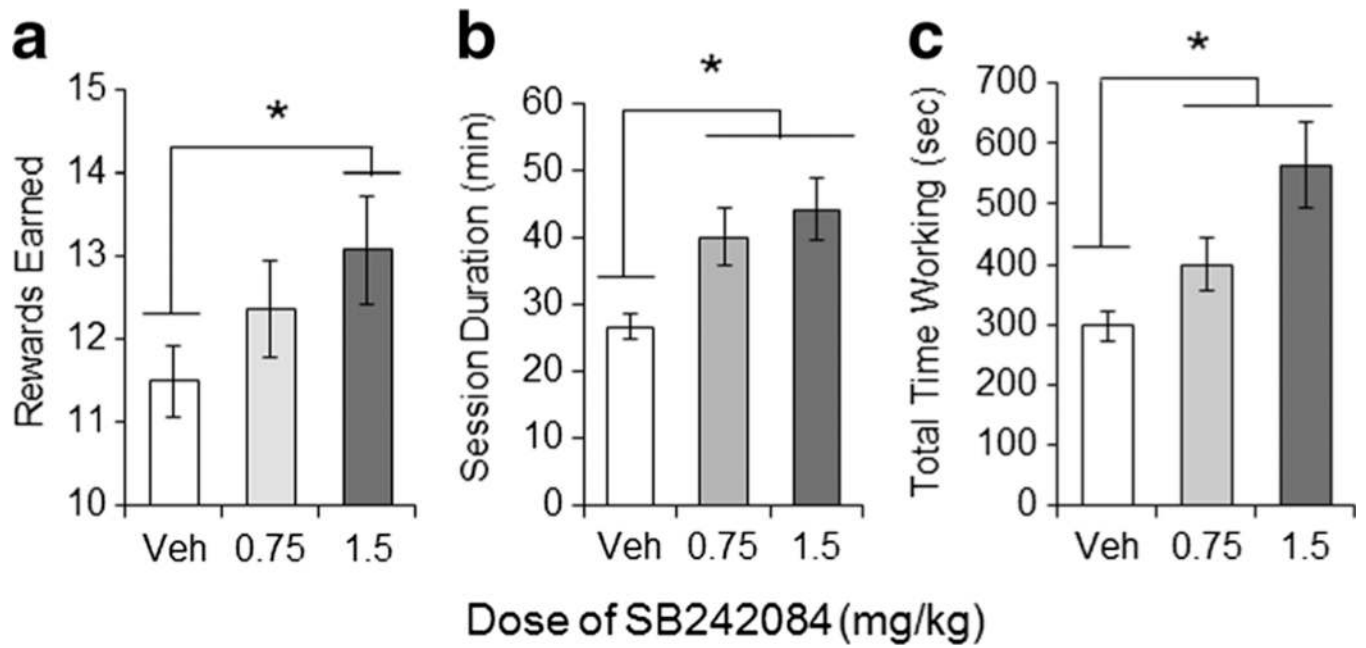 a
*
Rewards Earned
15
14
13
12
11
10
Veh 0.75 1.5
b
*
Session Duration (min)
60
50
40
30
20
10
0
Veh 0.75 1.5
c
*
Total Time Working (sec)
700
600
500
400
300
200
100
0
Veh 0.75 1.5
Dose of SB242084 (mg/kg)